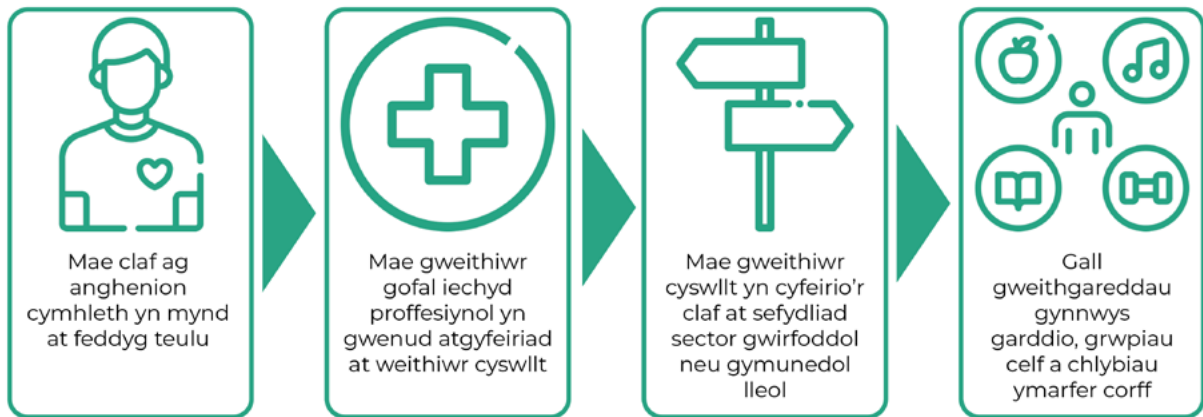 Mae claf ag
anghenion
cymhleth yn mynd
at feddyg teulu
Mae gweithiwr
gofal iechyd
proffesiynol yn
gwenud atgyfeiriad
at weithiwr cyswllt
Mae gweithiwr
cyswllt yn cyfeirio’r
claf at sefydliad
sector gwirfoddol
neu gymunedol
lleol
Gall
gweithgareddau
gynnwys
garddio, grwpiau
celf a chlybiau
ymarfer corff